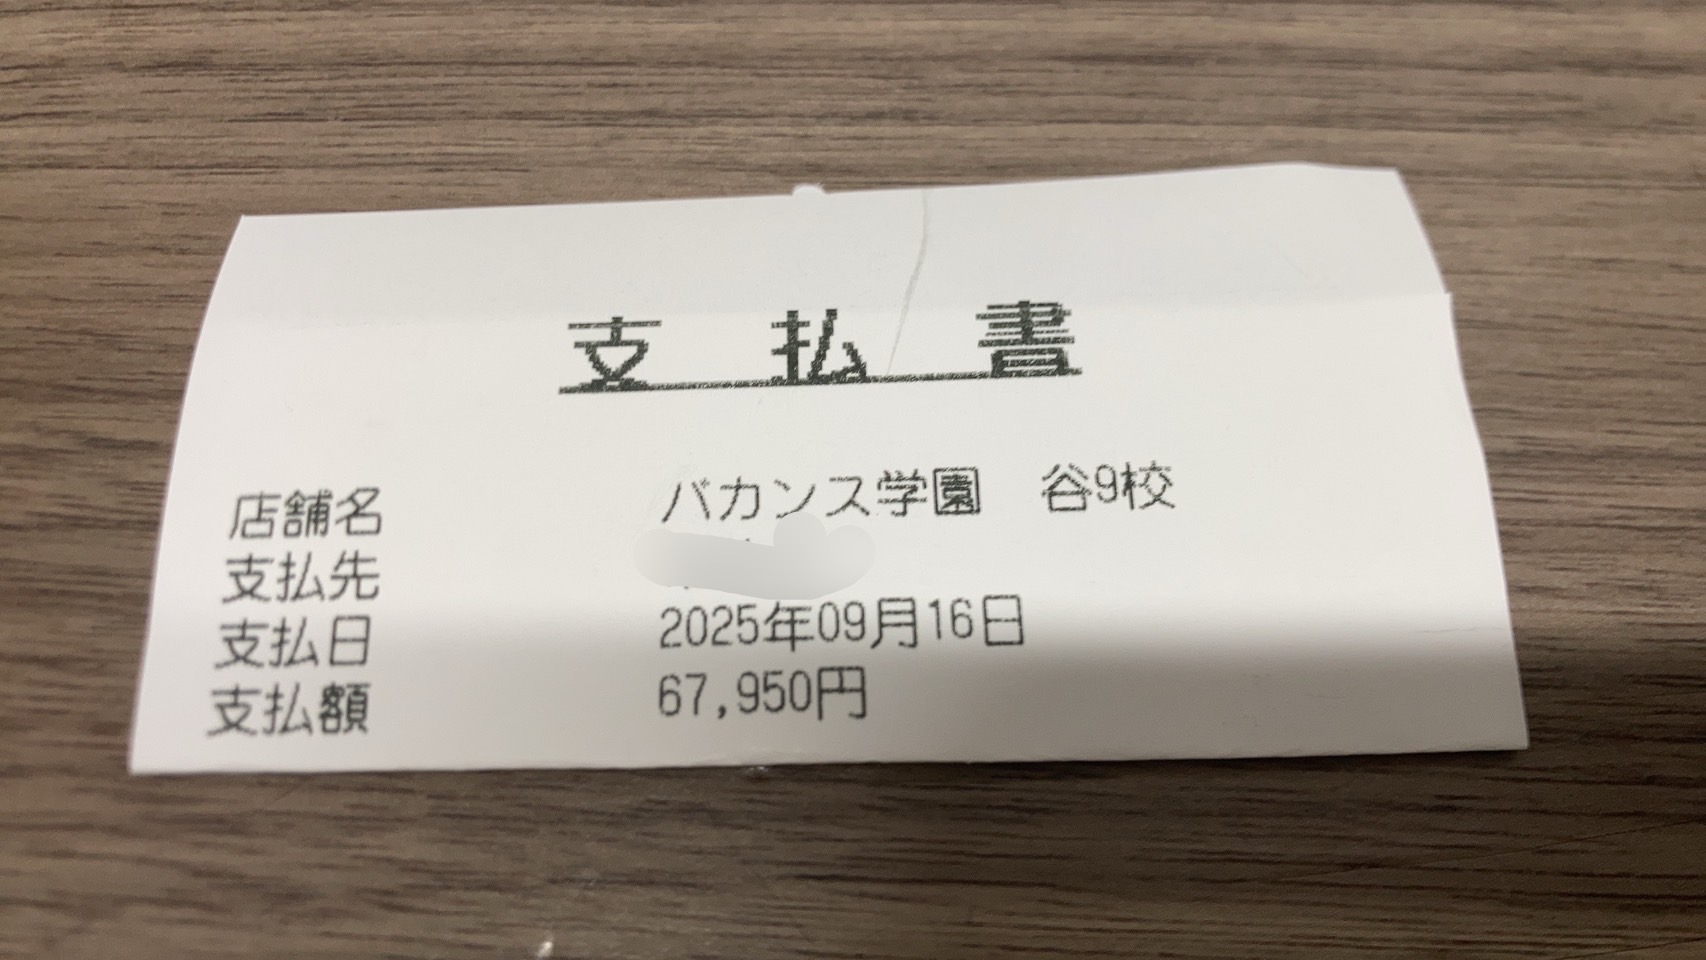 支払書
店舗名 バカンス学園 谷9校
支払先
支払日 2025年09月16日
支払額 67,950円